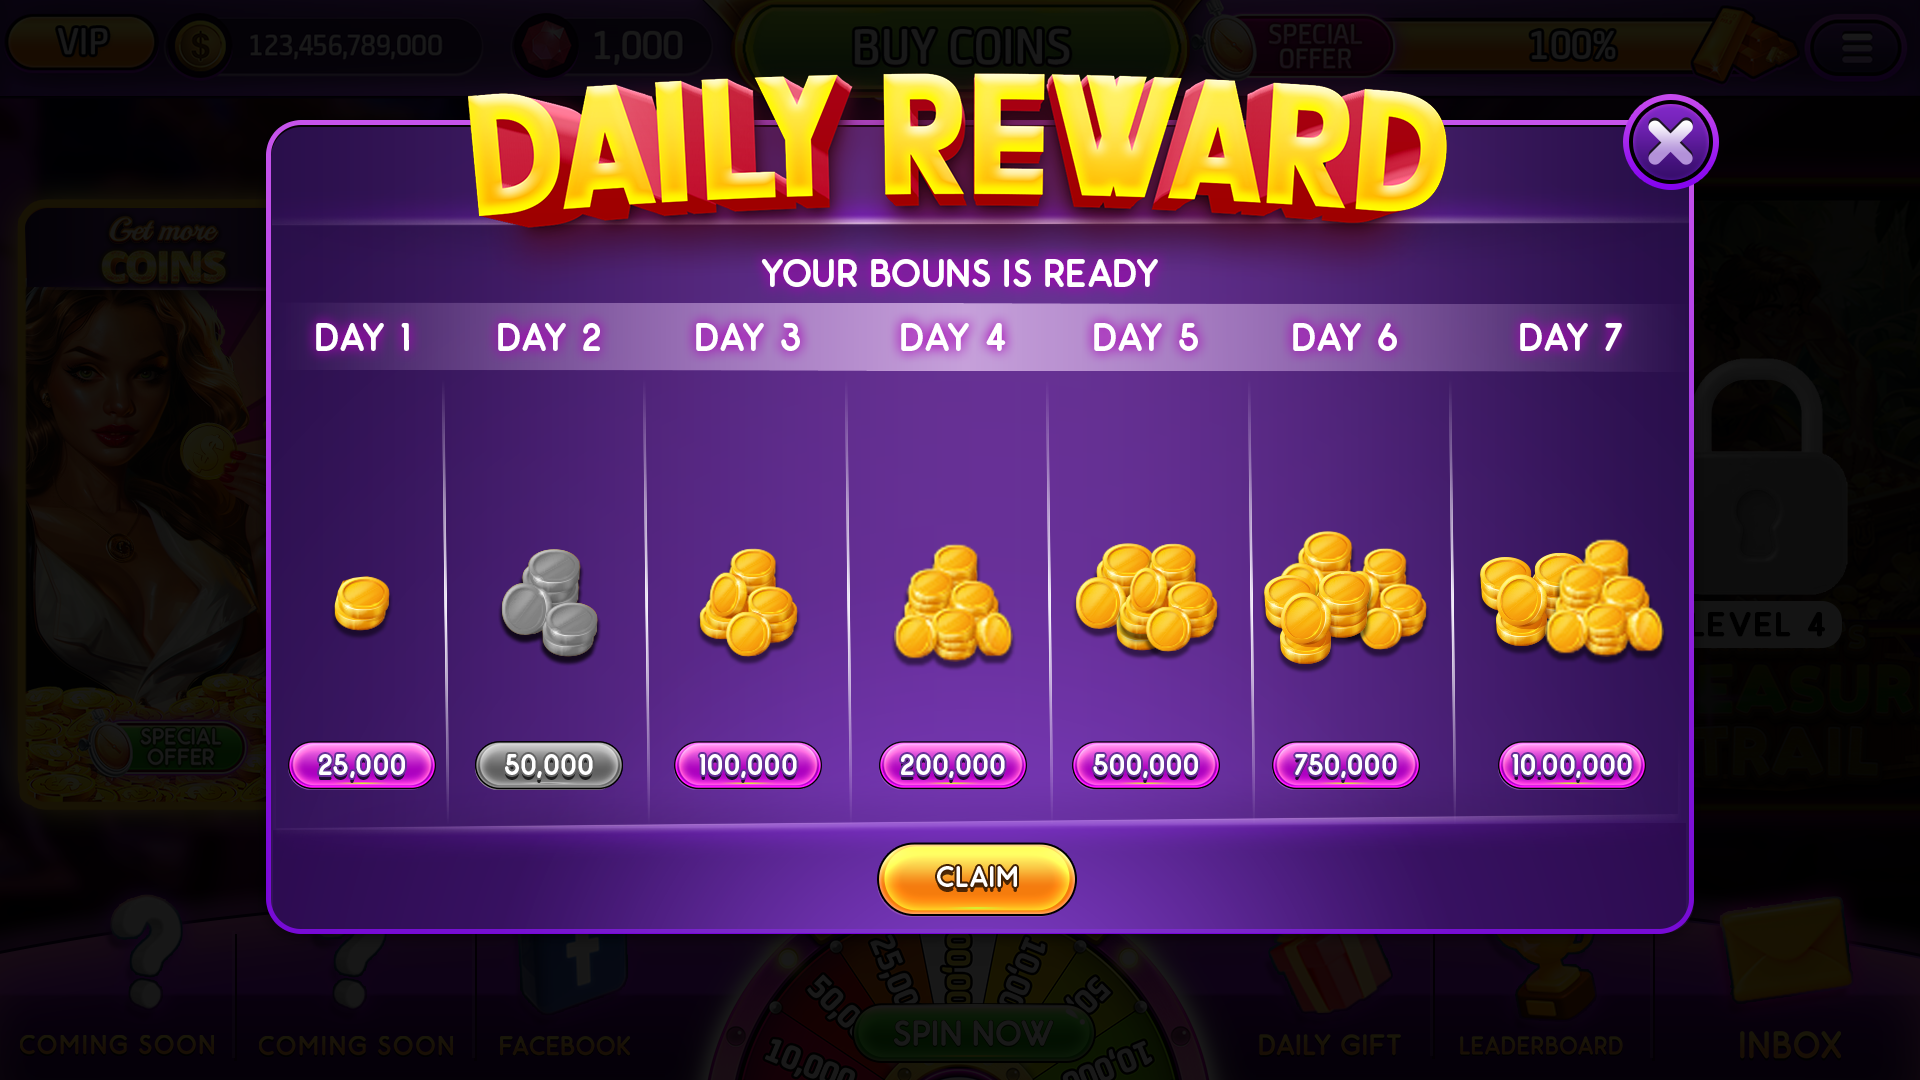 VIP
$
123,456,789,000
1,000
BUY COINS
SPECIAL
OFFER
100%
DAILY REWARD
Get more
COINS
YOUR BOUNS IS READY
DAY 1
DAY 2
DAY 3
DAY 4
DAY 5
DAY 6
DAY 7
LEVEL 4
SPECIAL
OFFER
25,000
50,000
100,000
200,000
500,000
750,000
10.00,000
CLAIM
SPIN NOW
10,000
COMING SOON
COMING SOON
FACEBOOK
DAILY GIFT
LEADERBOARD
INBOX
TRAIL